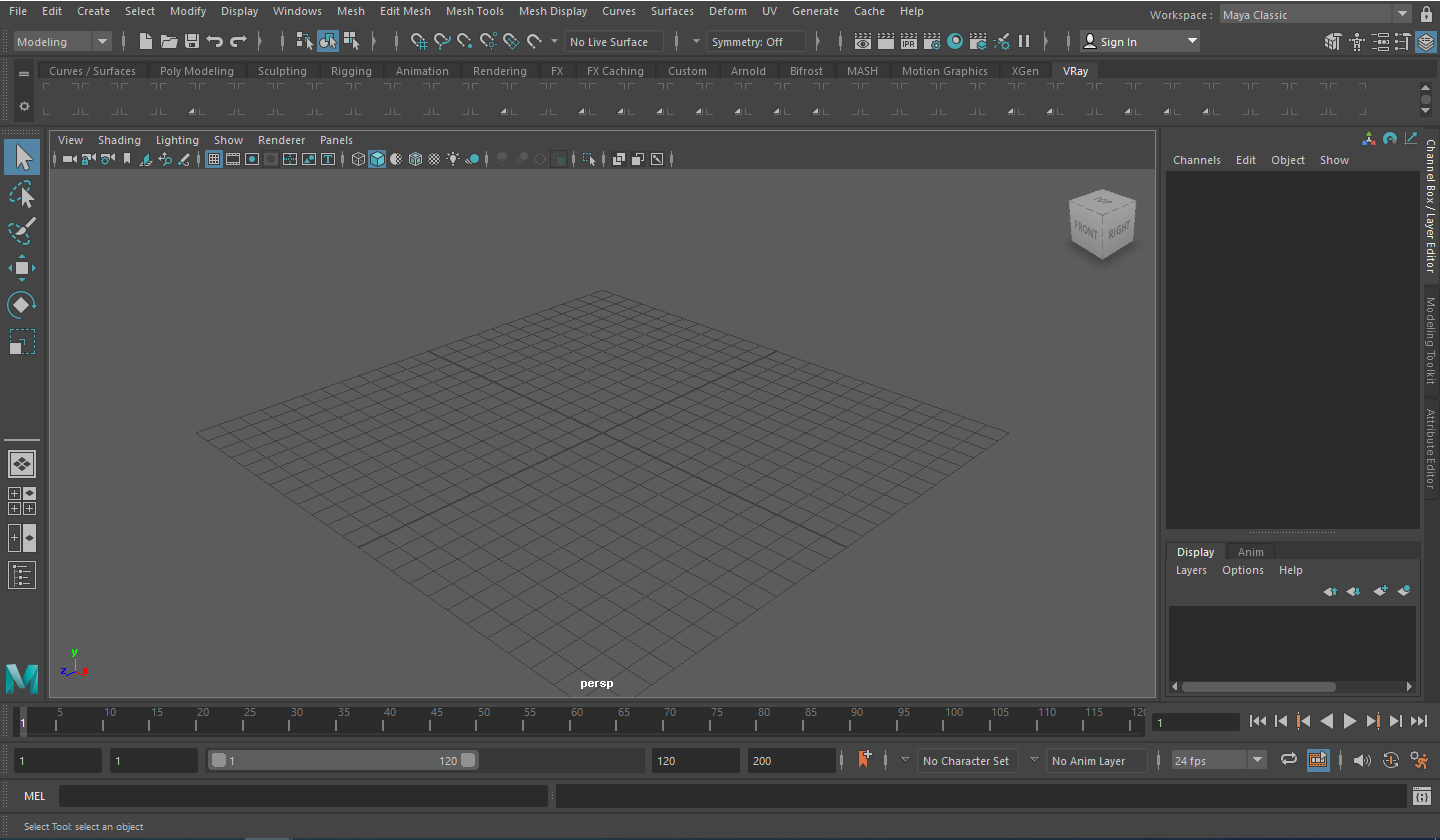 File Edit Create Select Modify Display Windows Mesh Edit Mesh Mesh Tools Mesh Display Curves Surfaces Deform UV Generate Cache Help
Workspace : Maya Classic
Modeling No Live Surface Symmetry: Off IPR Sign In
Curves / Surfaces Poly Modeling Sculpting Rigging Animation Rendering FX FX Caching Custom Arnold Bifrost MASH Motion Graphics XGen VRay
View Shading Lighting Show Renderer Panels
Channels Edit Object Show
TOP
FRONT RIGHT
Channel Box / Layer Editor
Modeling Toolkit
Attribute Editor
Display Anim
Layers Options Help
y
z x
persp
M
1 5 10 15 20 25 30 35 40 45 50 55 60 65 70 75 80 85 90 95 100 105 110 115 120
1
1 1 1 120 120 200 No Character Set No Anim Layer 24 fps
MEL
Select Tool: select an object